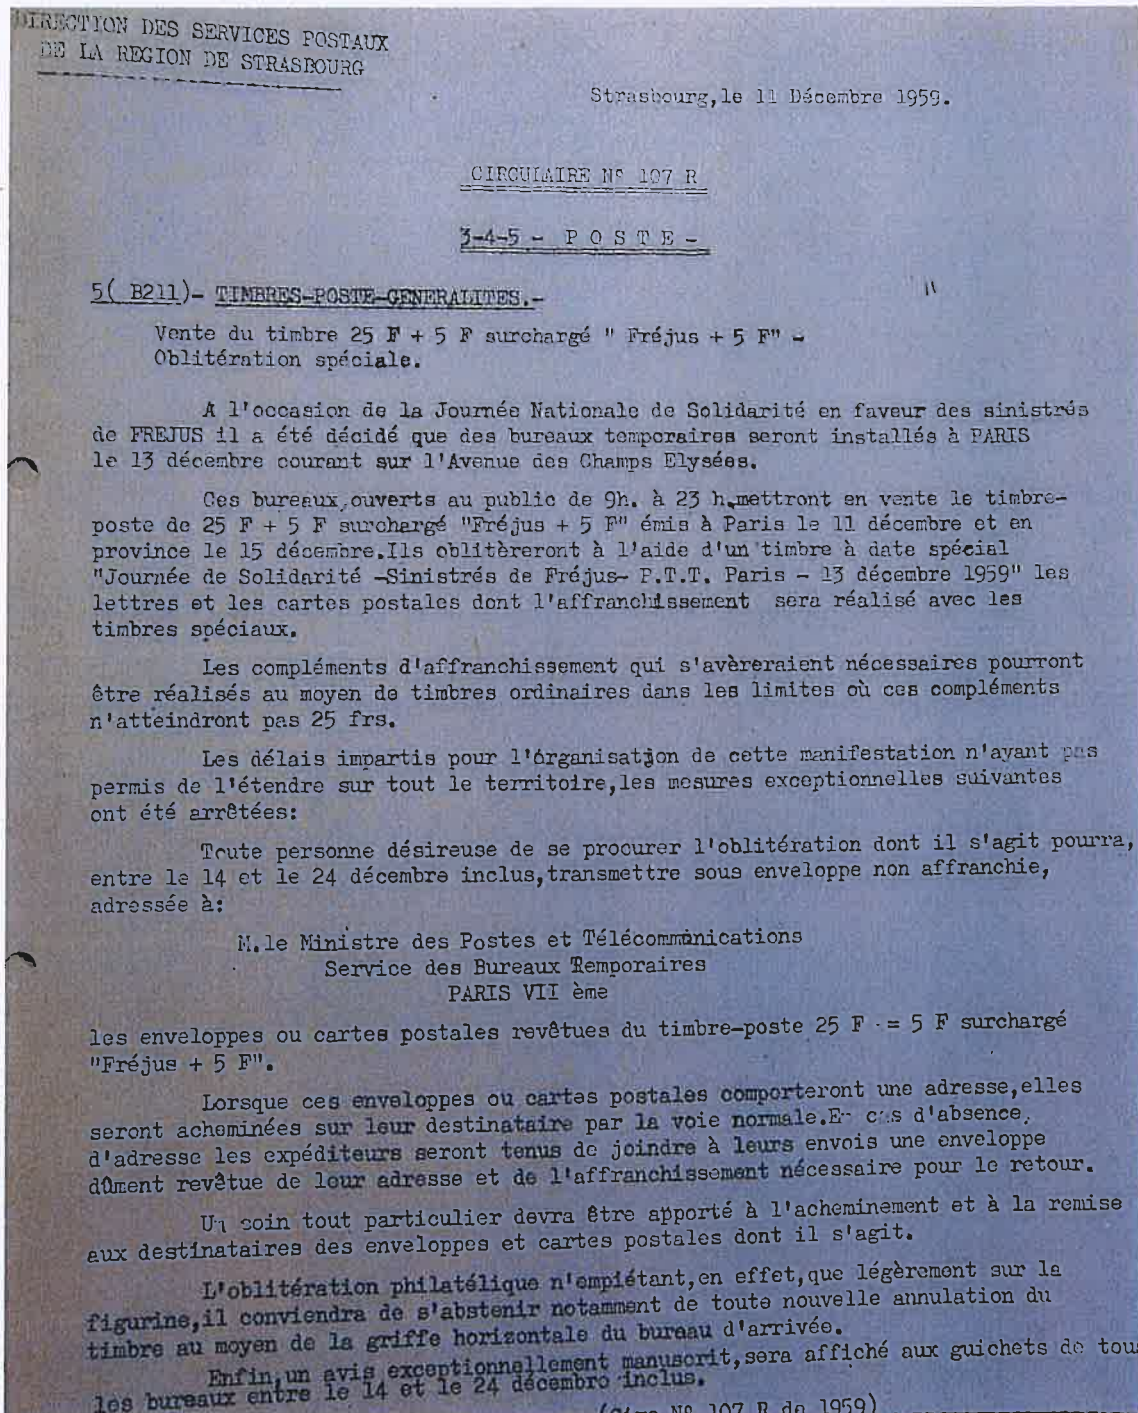 DIRECTION DES SERVICES POSTAUX
DE LA REGION DE STRASBOURG
Strasbourg,le 11 Décembre 1959.
CIRCULAIRE N° 107 R
3-4-5 - P O S T E -
5( B211)- TIMBRES-POSTE-GENERALITES.-
Vente du timbre 25 F + 5 F surchargé " Fréjus + 5 F" -
Oblitération spéciale.
A l'occasion de la Journée Nationale de Solidarité en faveur des sinistrés
de FREJUS il a été décidé que des bureaux temporaires seront installés à PARIS
le 13 décembre courant sur l'Avenue des Champs Elysées.
Ces bureaux,ouverts au public de 9h. à 23 h,mettront en vente le timbre-
poste de 25 F + 5 F surchargé "Fréjus + 5 F" émis à Paris le 11 décembre et en
province le 15 décembre.Ils oblitèreront à l'aide d'un timbre à date spécial
"Journée de Solidarité -Sinistrés de Fréjus- P.T.T. Paris - 13 décembre 1959" les
lettres et les cartes postales dont l'affranchissement sera réalisé avec les
timbres spéciaux.
Les compléments d'affranchissement qui s'avèreraient nécessaires pourront
être réalisés au moyen de timbres ordinaires dans les limites où ces compléments
n'atteindront pas 25 frs.
Les délais impartis pour l'órganisation de cette manifestation n'ayant pas
permis de l'étendre sur tout le territoire,les mesures exceptionnelles suivantes
ont été arrêtées:
Toute personne désireuse de se procurer l'oblitération dont il s'agit pourra,
entre le 14 et le 24 décembre inclus,transmettre sous enveloppe non affranchie,
adressée à:
M.le Ministre des Postes et Télécommunications
Service des Bureaux Temporaires
PARIS VII ème
les enveloppes ou cartes postales revêtues du timbre-poste 25 F = 5 F surchargé
"Fréjus + 5 F".
Lorsque ces enveloppes ou cartes postales comporteront une adresse,elles
seront acheminées sur leur destinataire par la voie normale.En cas d'absence
d'adresse les expéditeurs seront tenus de joindre à leurs envois une enveloppe
dûment revêtue de leur adresse et de l'affranchissement nécessaire pour le retour.
Un soin tout particulier devra être apporté à l'acheminement et à la remise
aux destinataires des enveloppes et cartes postales dont il s'agit.
L'oblitération philatélique n'empiétant,en effet,que légèrement sur la
figurine,il conviendra de s'abstenir notamment de toute nouvelle annulation du
timbre au moyen de la griffe horizontale du bureau d'arrivée.
Enfin,un avis exceptionnellement manuscrit,sera affiché aux guichets de tous
les bureaux entre le 14 et le 24 décembre inclus.
N° 107 R de 1959)